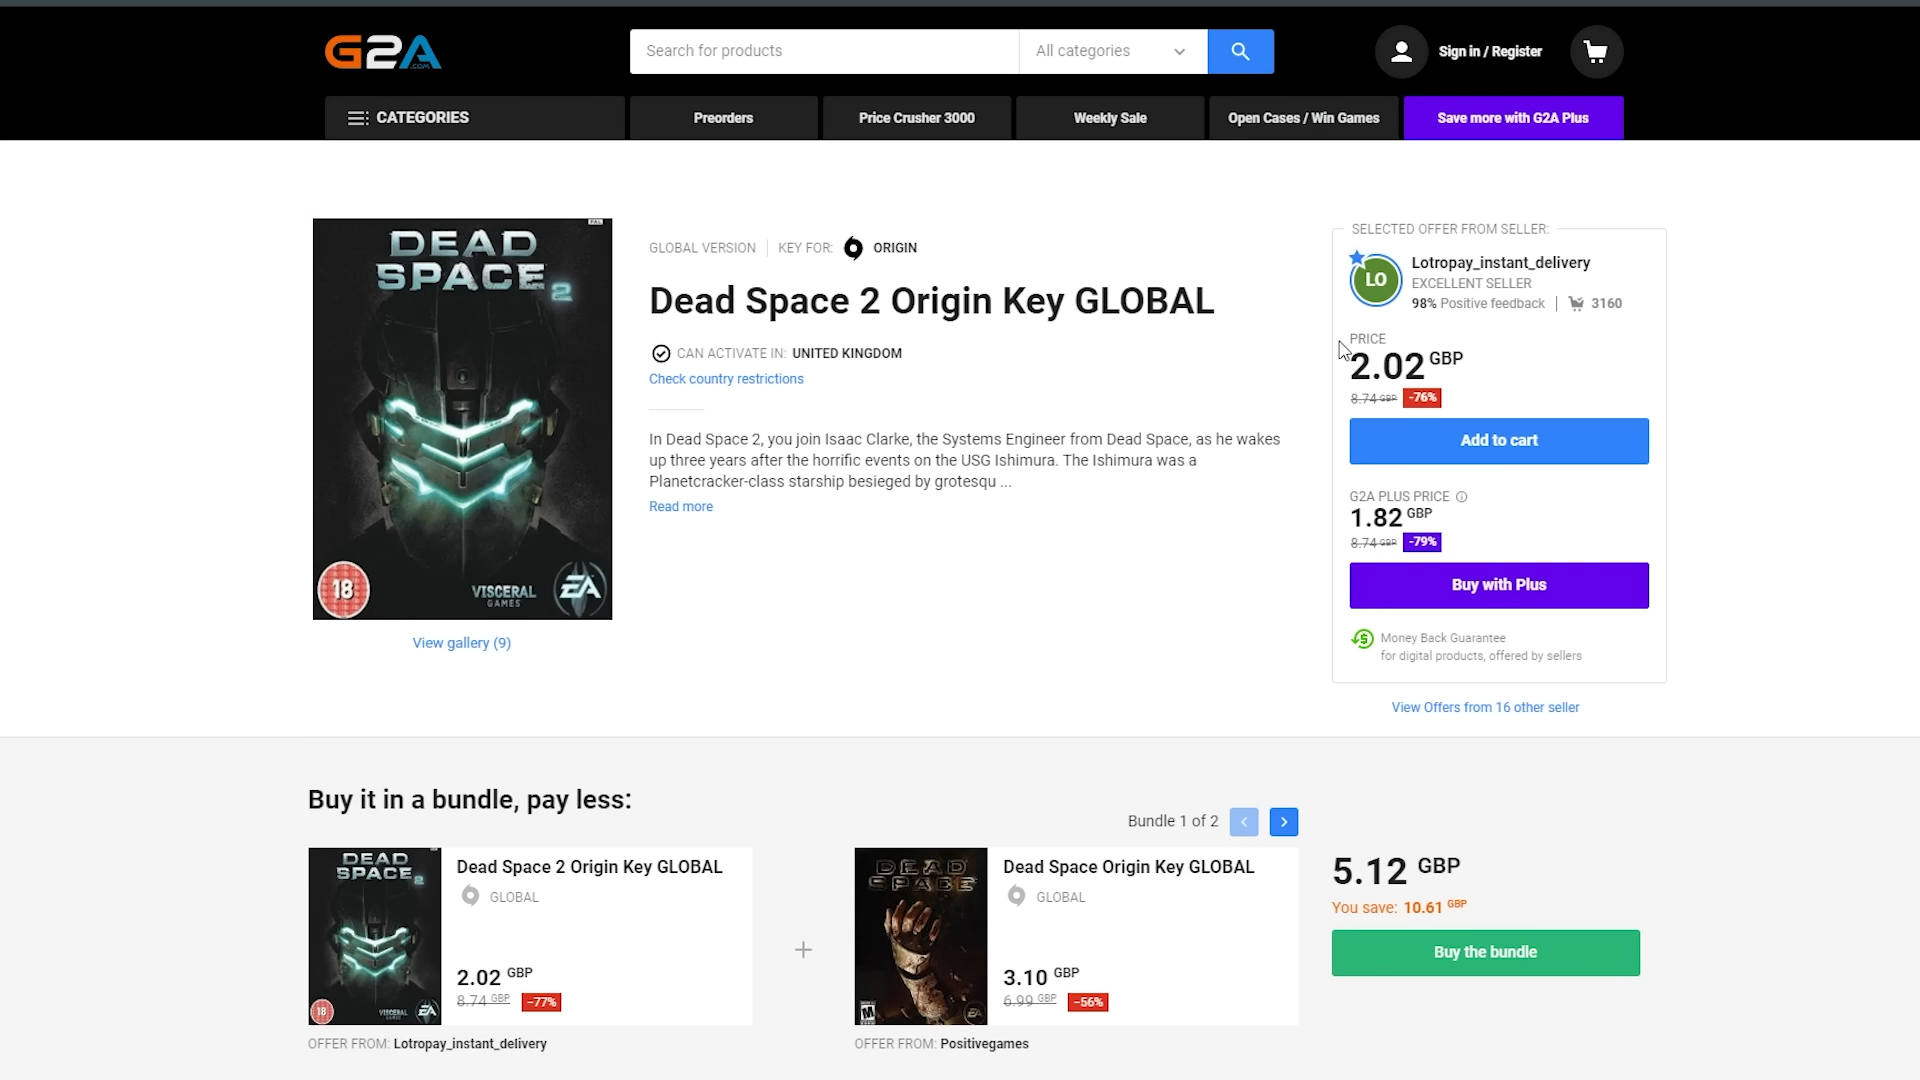 G2A
.COM
Search for products
All categories
Sign in / Register
CATEGORIES
Preorders
Price Crusher 3000
Weekly Sale
Open Cases / Win Games
Save more with G2A Plus
DEAD
SPACE 2
18
VISCERAL
GAMES
EA
View gallery (9)
GLOBAL VERSION
KEY FOR:
ORIGIN
Dead Space 2 Origin Key GLOBAL
CAN ACTIVATE IN: UNITED KINGDOM
Check country restrictions
In Dead Space 2, you join Isaac Clarke, the Systems Engineer from Dead Space, as he wakes
up three years after the horrific events on the USG Ishimura. The Ishimura was a
Planetcracker-class starship besieged by grotesqu ...
Read more
SELECTED OFFER FROM SELLER:
LO
Lotropay_instant_delivery
EXCELLENT SELLER
98% Positive feedback
3160
PRICE
2.02 GBP
8.74 GBP -76%
Add to cart
G2A PLUS PRICE
1.82 GBP
8.74 GBP -79%
Buy with Plus
Money Back Guarantee
for digital products, offered by sellers
View Offers from 16 other seller
Buy it in a bundle, pay less:
Bundle 1 of 2
DEAD
SPACE 2
18
VISCERAL
GAMES
EA
Dead Space 2 Origin Key GLOBAL
GLOBAL
2.02 GBP
8.74 GBP -77%
OFFER FROM: Lotropay_instant_delivery
+
DEAD
SPACE
M
EA
Dead Space Origin Key GLOBAL
GLOBAL
3.10 GBP
6.99 GBP -56%
OFFER FROM: Positivegames
5.12 GBP
You save: 10.61 GBP
Buy the bundle